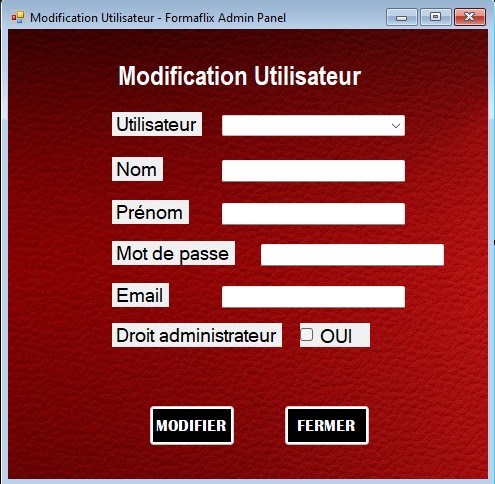 Modification Utilisateur - Formaflix Admin Panel
Modification Utilisateur
Utilisateur
Nom
Prénom
Mot de passe
Email
Droit administrateur OUI
MODIFIER FERMER